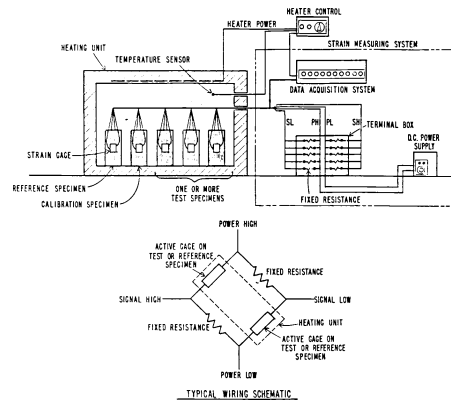 HEATER CONTROL
HEATER POWER
STRAIN MEASURING SYSTEM
HEATING UNIT
TEMPERATURE SENSOR
DATA ACQUISITION SYSTEM
SL PHI PL SH
TERMINAL BOX
D.C. POWER
SUPPLY
STRAIN GAGE
REFERENCE SPECIMEN
CALIBRATION SPECIMEN
ONE OR MORE
TEST SPECIMENS
FIXED RESISTANCE
POWER HIGH
ACTIVE GAGE ON
TEST OR REFERENCE
SPECIMEN
FIXED RESISTANCE
SIGNAL HIGH
SIGNAL LOW
FIXED RESISTANCE
HEATING UNIT
ACTIVE GAGE ON
TEST OR REFERENCE
SPECIMEN
POWER LOW
TYPICAL WIRING SCHEMATIC